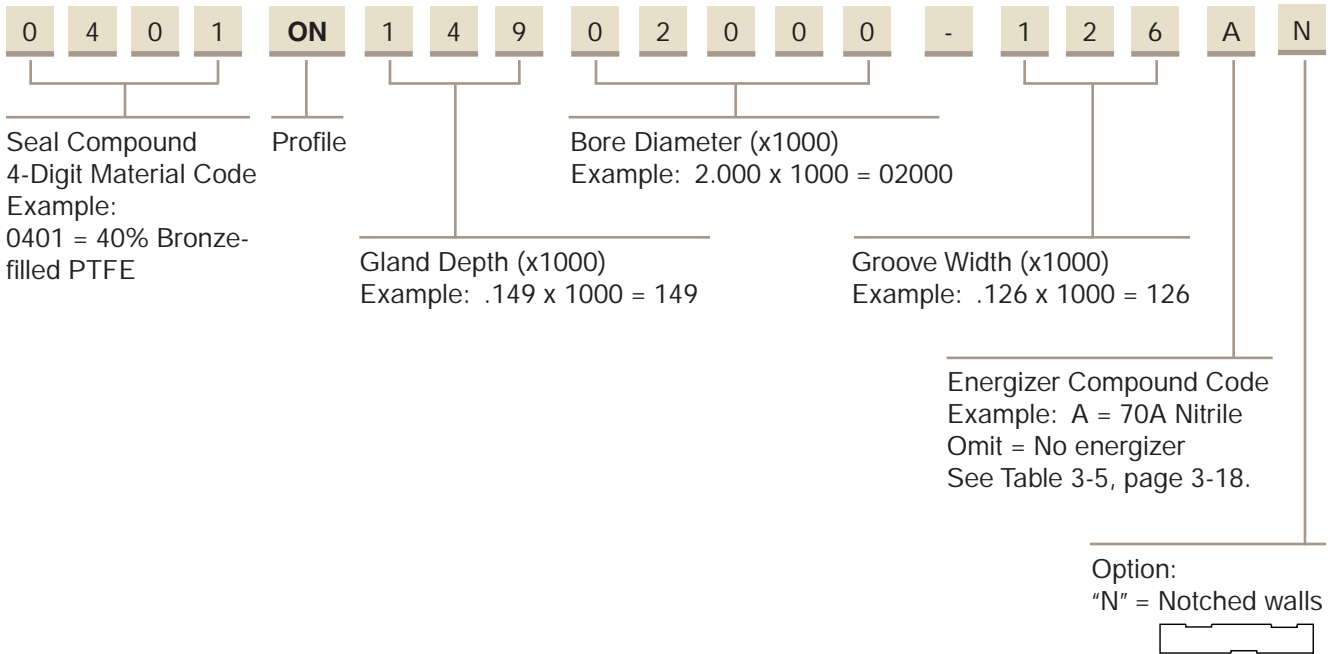 0 4 0 1 ON 1 4 9 0 2 0 0 0 - 1 2 6 A N
Seal Compound
4-Digit Material Code
Example:
0401 = 40% Bronze-
filled PTFE
Profile
Gland Depth (x1000)
Example: .149 x 1000 = 149
Bore Diameter (x1000)
Example: 2.000 x 1000 = 02000
Groove Width (x1000)
Example: .126 x 1000 = 126
Energizer Compound Code
Example: A = 70A Nitrile
Omit = No energizer
See Table 3-5, page 3-18.
Option:
"N" = Notched walls